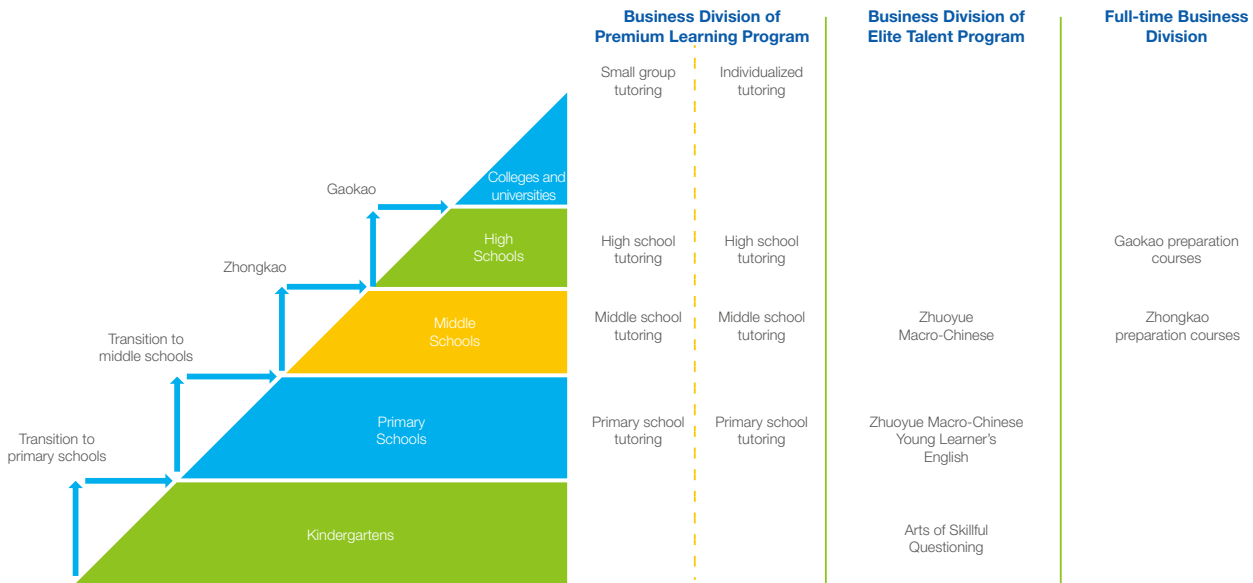 Business Division of
Premium Learning Program
Business Division of
Elite Talent Program
Full-time Business
Division
Small group
tutoring
Individualized
tutoring
Colleges and
universities
Gaokao
High
Schools
High school
tutoring
High school
tutoring
Gaokao preparation
courses
Zhongkao
Middle
Schools
Middle school
tutoring
Middle school
tutoring
Zhuoyue
Macro-Chinese
Zhongkao
preparation courses
Transition to
middle schools
Primary
Schools
Primary school
tutoring
Primary school
tutoring
Zhuoyue Macro-Chinese
Young Learner's
English
Transition to
primary schools
Kindergartens
Arts of Skillful
Questioning